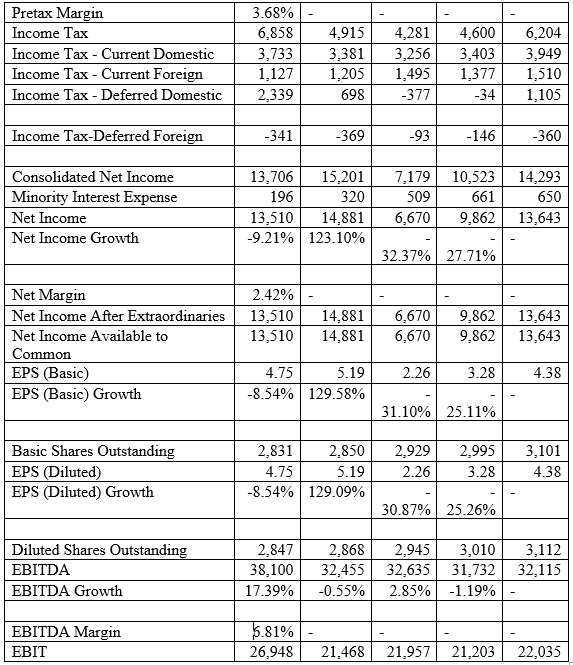 Pretax Margin 3.68% - - - -
Income Tax 6,858 4,915 4,281 4,600 6,204
Income Tax - Current Domestic 3,733 3,381 3,256 3,403 3,949
Income Tax - Current Foreign 1,127 1,205 1,495 1,377 1,510
Income Tax - Deferred Domestic 2,339 698 -377 -34 1,105
Income Tax-Deferred Foreign -341 -369 -93 -146 -360
Consolidated Net Income 13,706 15,201 7,179 10,523 14,293
Minority Interest Expense 196 320 509 661 650
Net Income 13,510 14,881 6,670 9,862 13,643
Net Income Growth -9.21% 123.10% - - -
32.37% 27.71%
Net Margin 2.42% - - - -
Net Income After Extraordinaries 13,510 14,881 6,670 9,862 13,643
Net Income Available to 13,510 14,881 6,670 9,862 13,643
Common
EPS (Basic) 4.75 5.19 2.26 3.28 4.38
EPS (Basic) Growth -8.54% 129.58% - - -
31.10% 25.11%
Basic Shares Outstanding 2,831 2,850 2,929 2,995 3,101
EPS (Diluted) 4.75 5.19 2.26 3.28 4.38
EPS (Diluted) Growth -8.54% 129.09% - - -
30.87% 25.26%
Diluted Shares Outstanding 2,847 2,868 2,945 3,010 3,112
EBITDA 38,100 32,455 32,635 31,732 32,115
EBITDA Growth 17.39% -0.55% 2.85% -1.19% -
EBITDA Margin 6.81% - - - -
EBIT 26,948 21,468 21,957 21,203 22,035